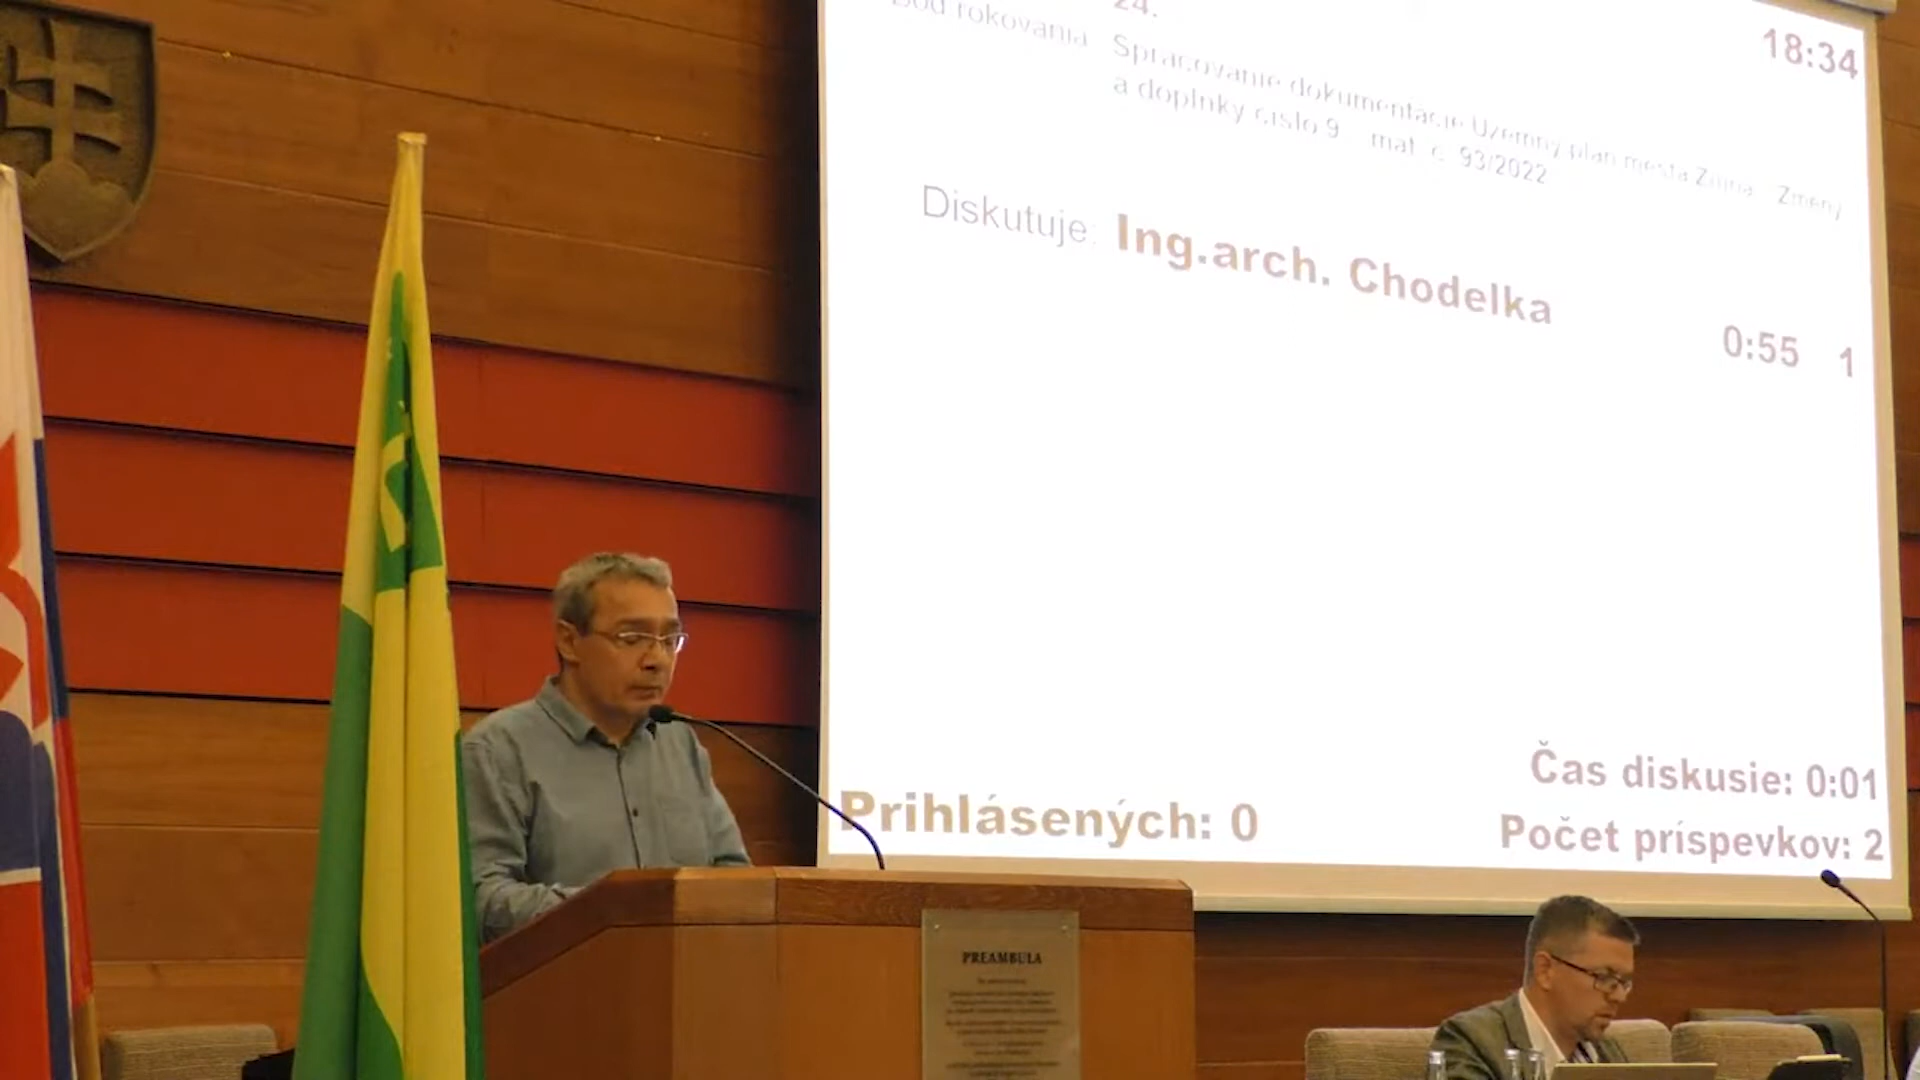 24.
18:34
Bod rokovania Spracovanie dokumentácie Územný plán mesta Žilina Zmeny
a doplnky číslo 9 mat. č. 93/2022
Diskutuje: Ing.arch. Chodelka
0:55 1
Čas diskusie: 0:01
Prihlásených: 0
Počet príspevkov: 2
PREAMBULA